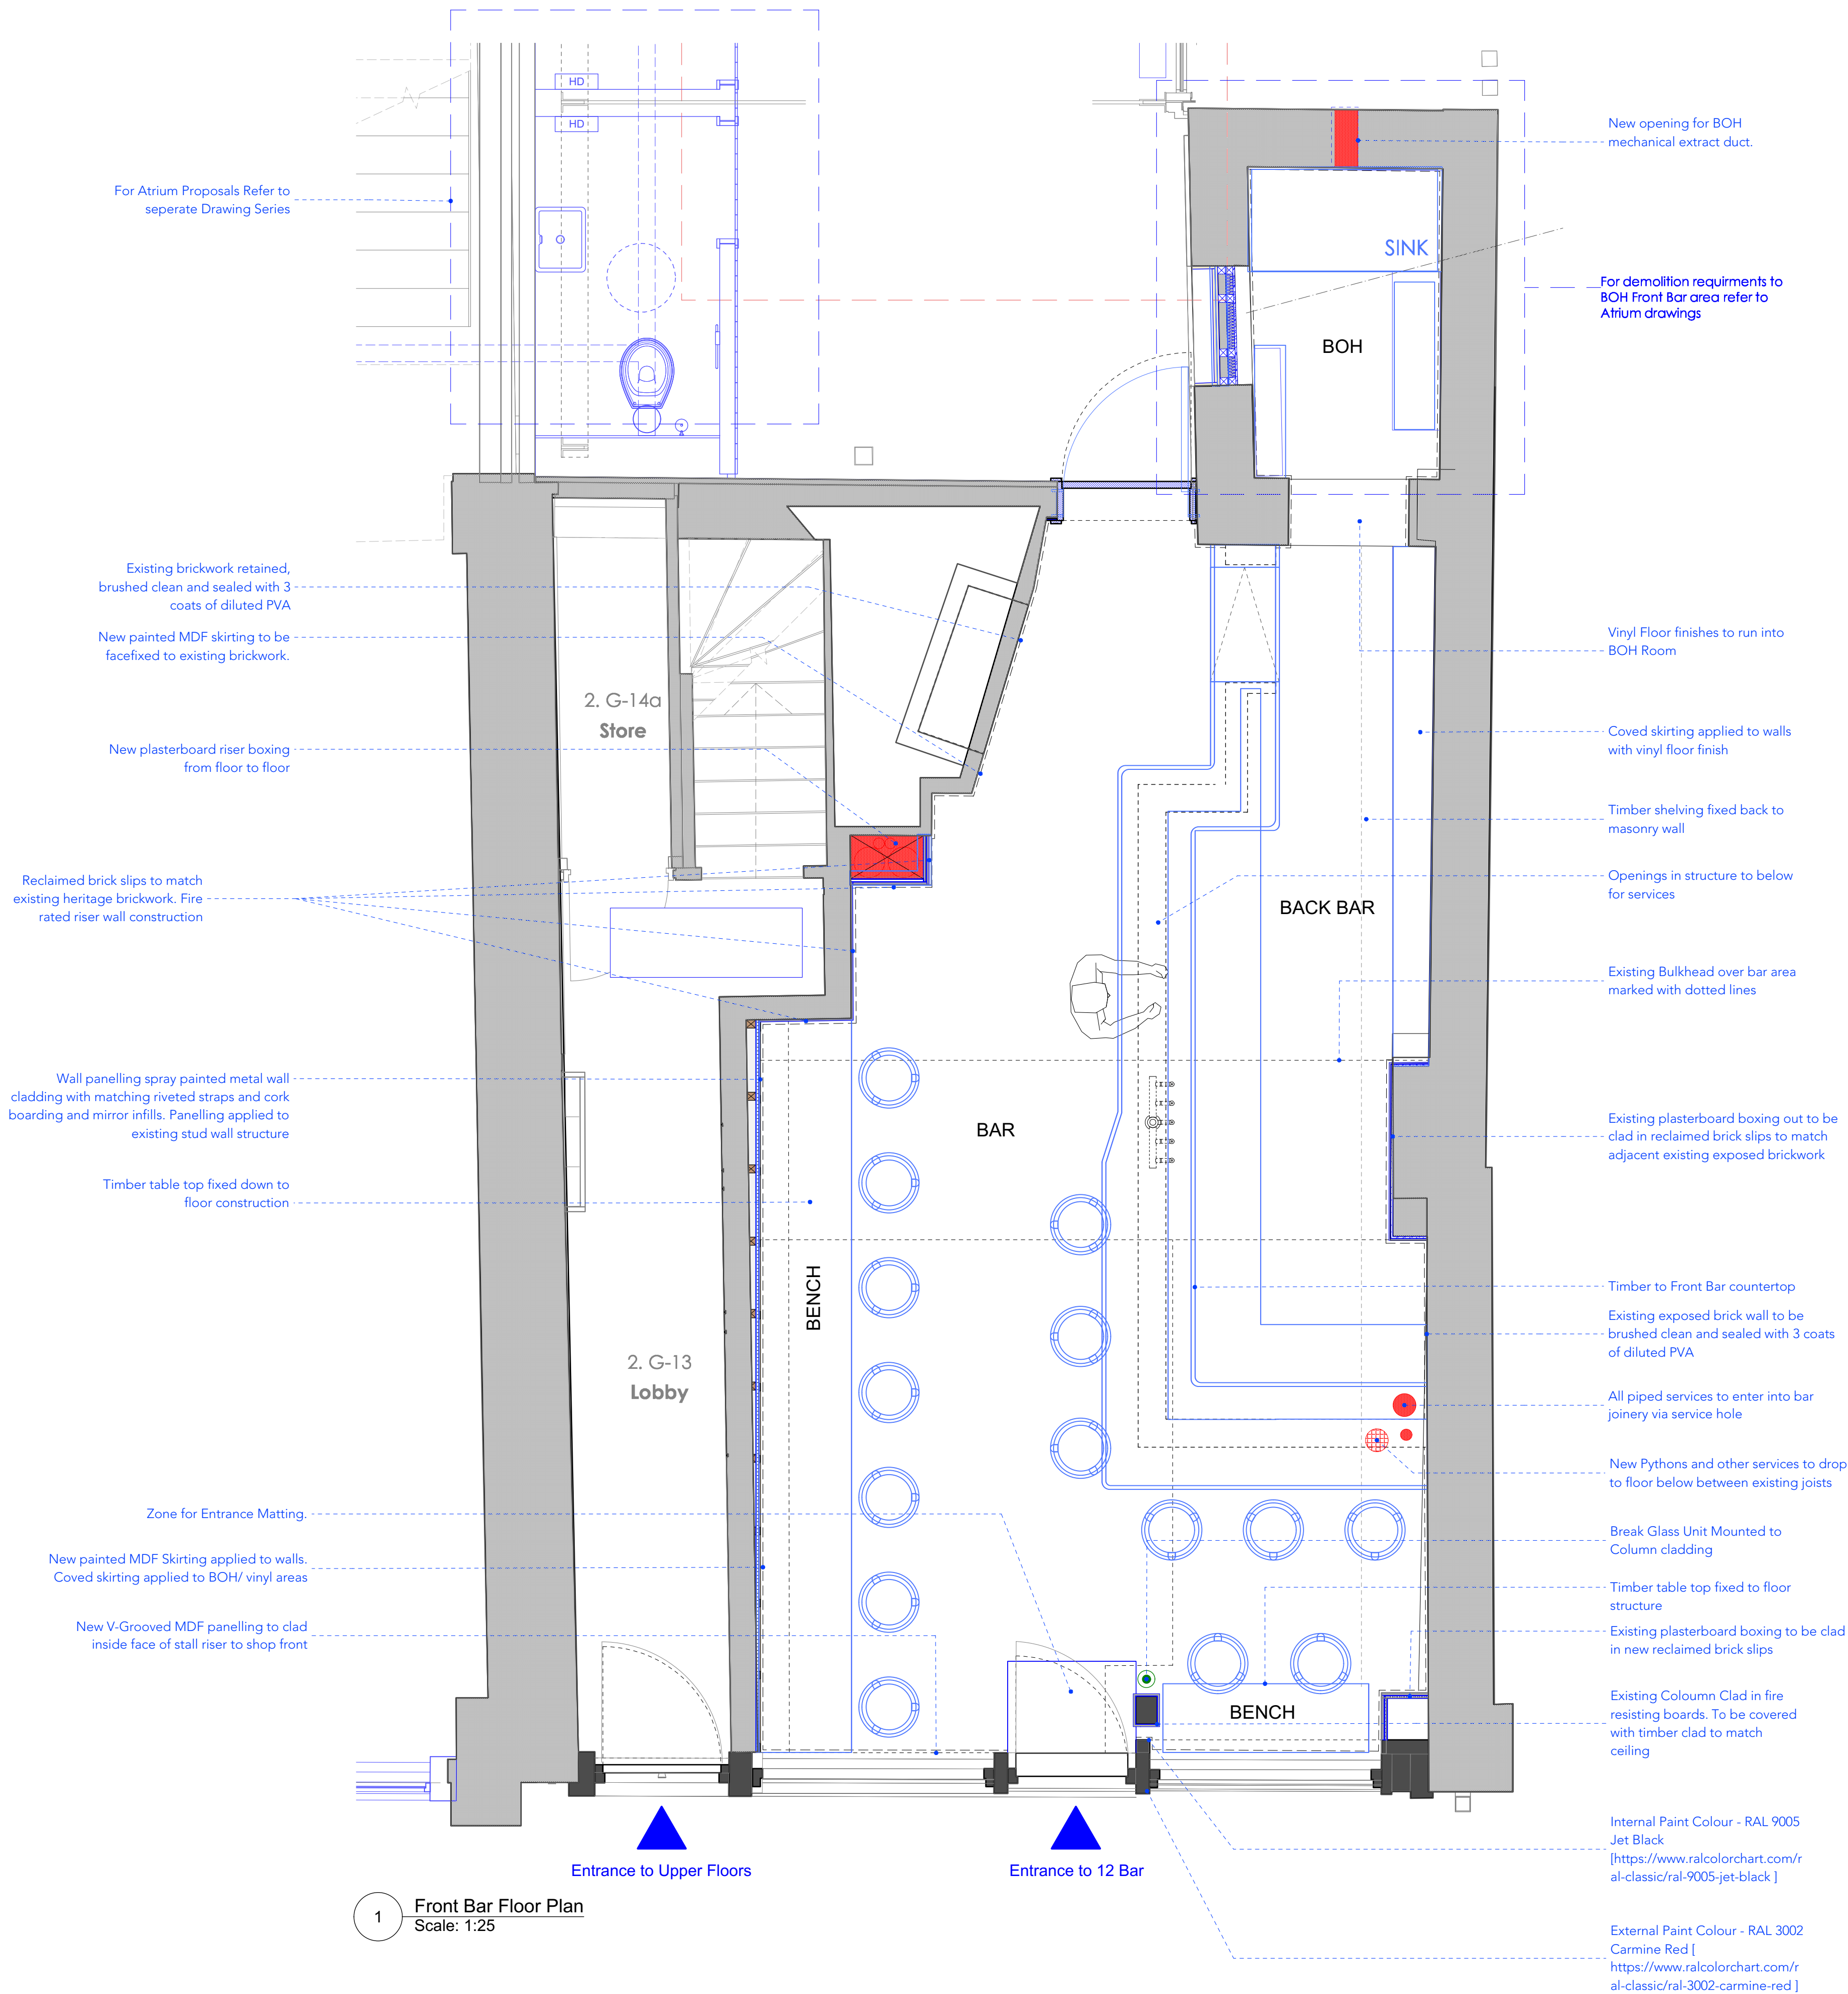 HD
HD
New opening for BOH
mechanical extract duct.
For Atrium Proposals Refer to
seperate Drawing Series
SINK
For demolition requirments to
BOH Front Bar area refer to
Atrium drawings
BOH
Existing brickwork retained,
brushed clean and sealed with 3
coats of diluted PVA
New painted MDF skirting to be
facefixed to existing brickwork.
Vinyl Floor finishes to run into
BOH Room
2. G-14a
Store
New plasterboard riser boxing
from floor to floor
Coved skirting applied to walls
with vinyl floor finish
Timber shelving fixed back to
masonry wall
Reclaimed brick slips to match
existing heritage brickwork. Fire
rated riser wall construction
Openings in structure to below
for services
BACK BAR
Existing Bulkhead over bar area
marked with dotted lines
Wall panelling spray painted metal wall
cladding with matching riveted straps and cork
boarding and mirror infills. Panelling applied to
existing stud wall structure
BAR
Existing plasterboard boxing out to be
clad in reclaimed brick slips to match
adjacent existing exposed brickwork
Timber table top fixed down to
floor construction
BENCH
Timber to Front Bar countertop
Existing exposed brick wall to be
brushed clean and sealed with 3 coats
of diluted PVA
2. G-13
Lobby
All piped services to enter into bar
joinery via service hole
New Pythons and other services to drop
to floor below between existing joists
Zone for Entrance Matting.
Break Glass Unit Mounted to
Column cladding
New painted MDF Skirting applied to walls.
Coved skirting applied to BOH/ vinyl areas
Timber table top fixed to floor
structure
New V-Grooved MDF panelling to clad
inside face of stall riser to shop front
Existing plasterboard boxing to be clad
in new reclaimed brick slips
BENCH
Existing Coloumn Clad in fire
resisting boards. To be covered
with timber clad to match
ceiling
Internal Paint Colour - RAL 9005
Jet Black
[https://www.ralcolorchart.com/r
al-classic/ral-9005-jet-black ]
Entrance to Upper Floors
Entrance to 12 Bar
1
Front Bar Floor Plan
Scale: 1:25
External Paint Colour - RAL 3002
Carmine Red [
https://www.ralcolorchart.com/r
al-classic/ral-3002-carmine-red ]